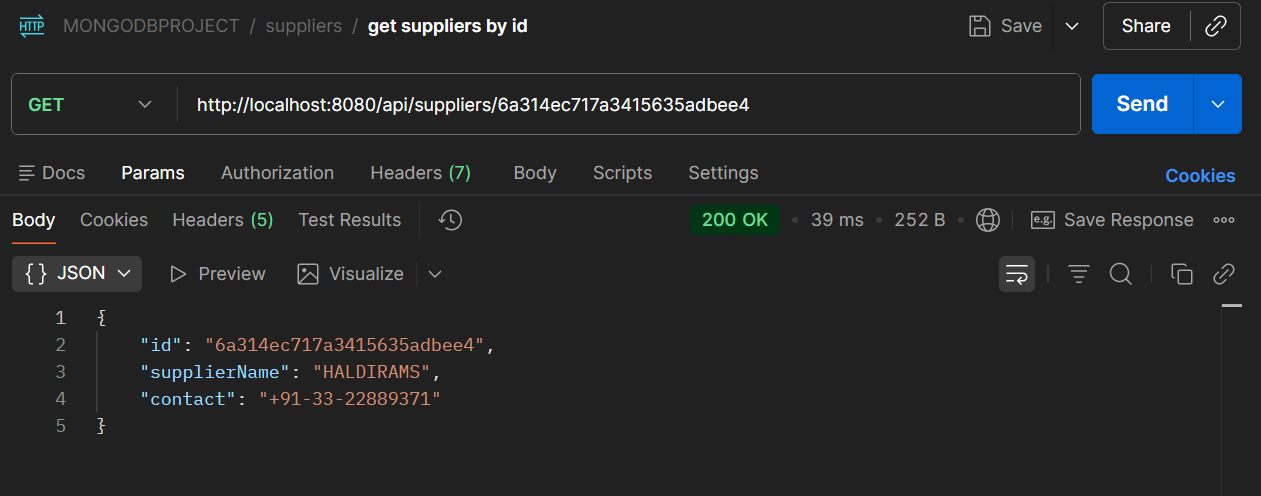 HTTP MONGODBPROJECT / suppliers / get suppliers by id Save Share
GET http://localhost:8080/api/suppliers/6a314ec717a3415635adbee4 Send
Docs Params Authorization Headers (7) Body Scripts Settings Cookies
Body Cookies Headers (5) Test Results 200 OK • 39 ms • 252 B • e.g. Save Response
{} JSON Preview Visualize
1 {
2 "id": "6a314ec717a3415635adbee4",
3 "supplierName": "HALDIRAMS",
4 "contact": "+91-33-22889371"
5 }